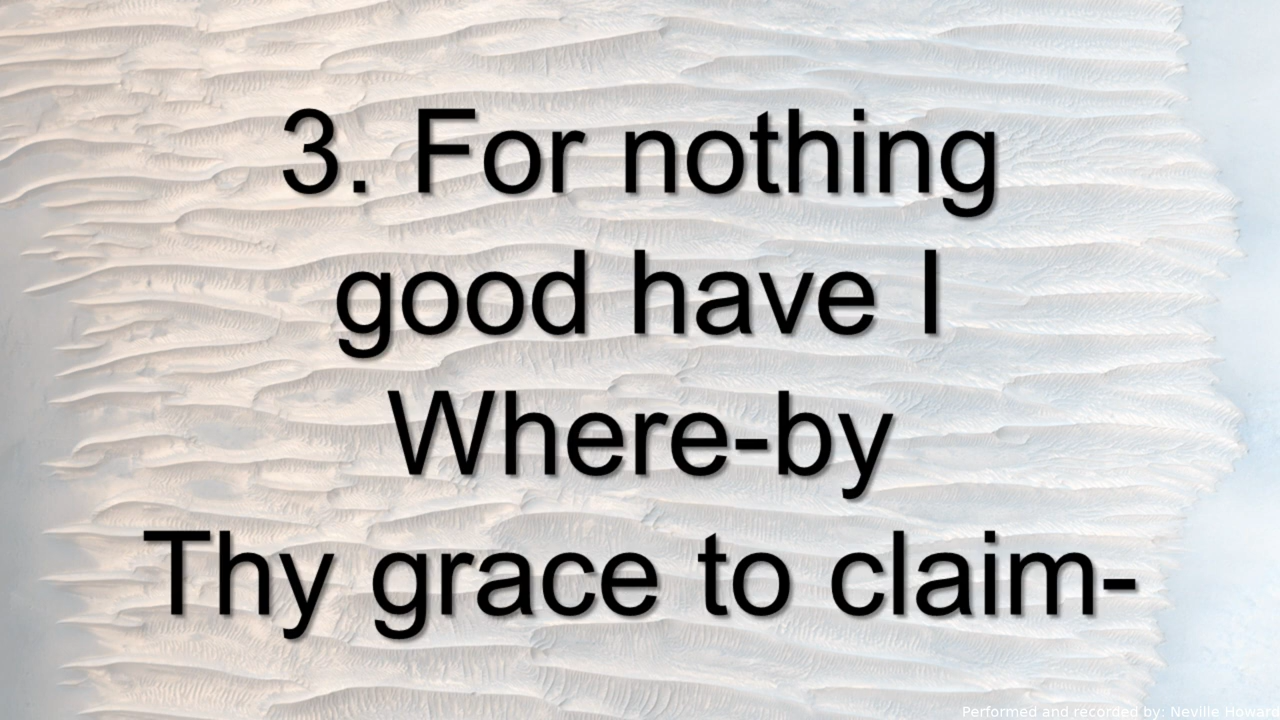 3. For nothing
good have I
Where-by
Thy grace to claim-
Performed and recorded by: Neville Howard